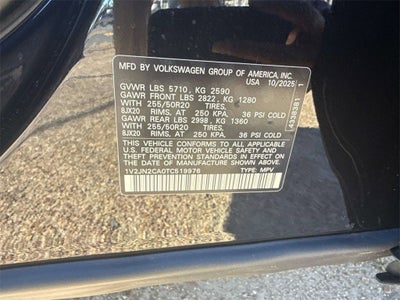 MFD BY VOLKSWAGEN GROUP OF AMERICA, INC.
USA 10/2025
GVWR LBS 5710, KG 2590
GAWR FRONT LBS 2822, KG 1280
WITH 255/50R20 TIRES,
8JX20 RIMS, AT 250 KPA, 36 PSI COLD
GAWR REAR LBS 2998, KG 1360
WITH 255/50R20 TIRES,
8JX20 RIMS, AT 250 KPA, 36 PSI COLD
THIS VEHICLE CONFORMS TO ALL APPLICABLE
U.S. FEDERAL MOTOR VEHICLE SAFETY AND
THEFT PREVENTION STANDARDS IN EFFECT ON
THE DATE OF MANUFACTURE SHOWN ABOVE.
1V2JN2CA0TC519976 TYPE: MPV